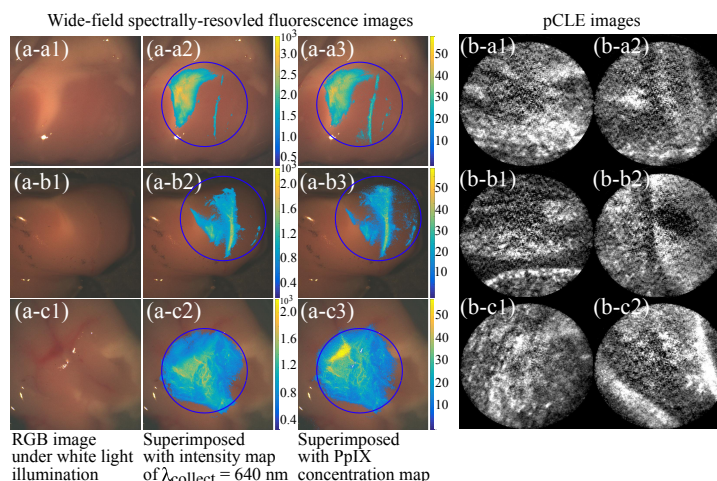 Wide-field spectrally-resovled fluorescence images
pCLE images
(a-a1)
(a-a2)
(a-a3)
(b-a1)
(b-a2)
10³
3.0
2.5
2.0
1.5
1.0
0.5
50
40
30
20
10
(a-b1)
(a-b2)
(a-b3)
(b-b1)
(b-b2)
10³
2.0
1.6
1.2
0.8
0.4
50
40
30
20
10
(a-c1)
(a-c2)
(a-c3)
(b-c1)
(b-c2)
10³
2.0
1.6
1.2
0.8
0.4
50
40
30
20
10
RGB image
under white light
illumination
Superimposed
with intensity map
of λcollect = 640 nm
Superimposed
with PpIX
concentration map